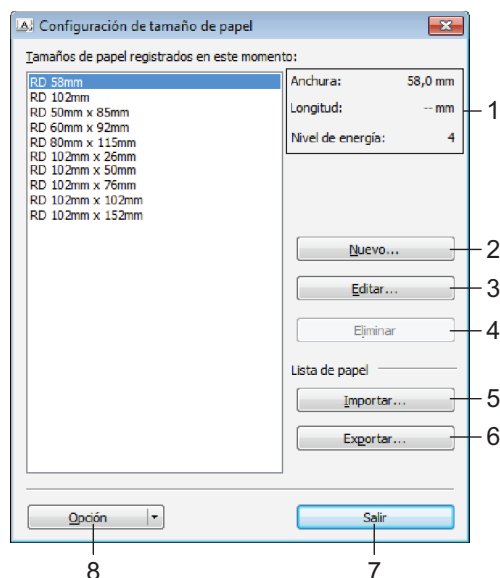 Configuración de tamaño de papel
Tamaños de papel registrados en este momento:
RD 58mm
RD 102mm
RD 50mm x 85mm
RD 60mm x 92mm
RD 80mm x 115mm
RD 102mm x 26mm
RD 102mm x 50mm
RD 102mm x 76mm
RD 102mm x 102mm
RD 102mm x 152mm
Anchura: 58,0 mm
Longitud: -- mm
Nivel de energía: 4
1
Nuevo... 2
Editar... 3
Eliminar 4
Lista de papel
Importar... 5
Exportar... 6
Opción Salir
8 7